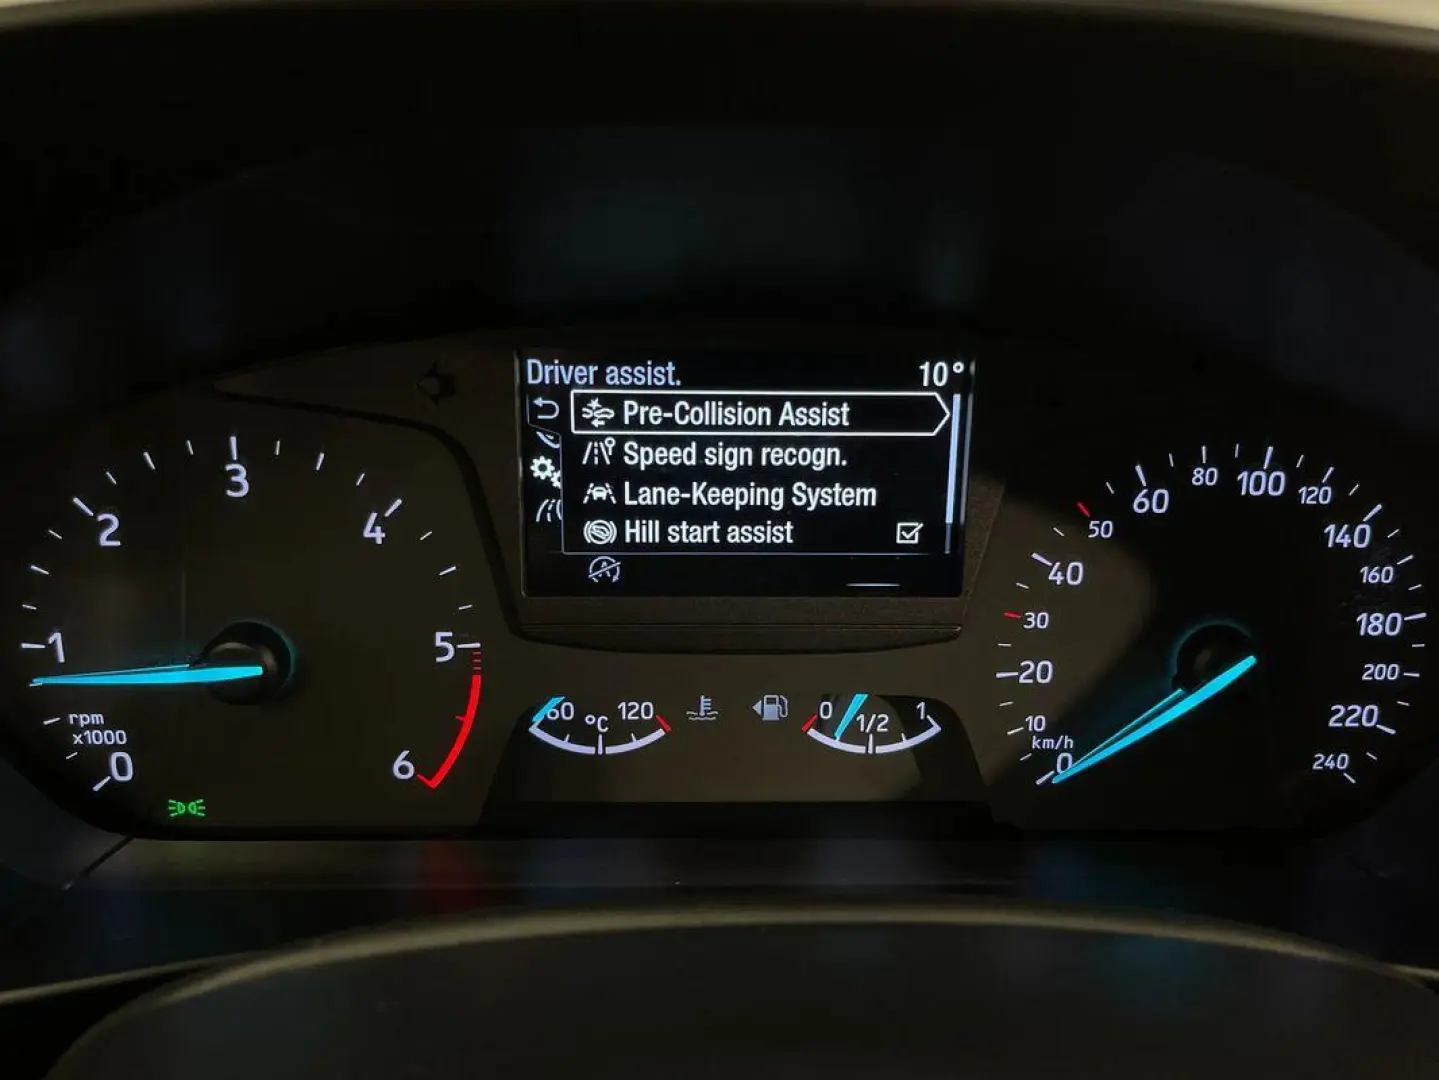 Driver assist. 10°
Pre-Collision Assist
Speed sign recogn.
Lane-Keeping System
Hill start assist
0
1
2
3
4
5
6
rpm
x1000
60 °C 120
0 1/2 1
0
10
20
30
40
50
60
80
100
120
140
160
180
200
220
240
km/h